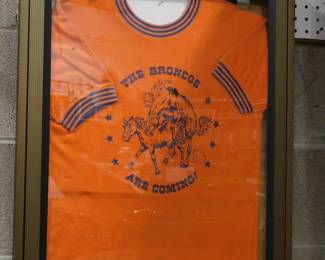 THE BRONCOS
ARE COMING!